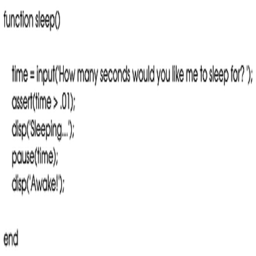 function sleep()
time = input('How many seconds would you like me to sleep for? ');
assert(time > .01);
disp('Sleeping...');
pause(time);
disp('Awake!');
end